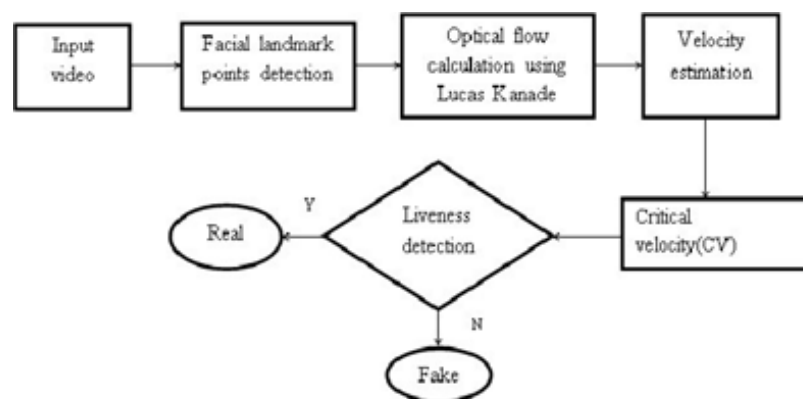 Input
video
Facial landmark
points detection
Optical flow
calculation using
Lucas Kanade
Velocity
estimation
Critical
velocity(CV)
Liveness
detection
Y
Real
N
Fake